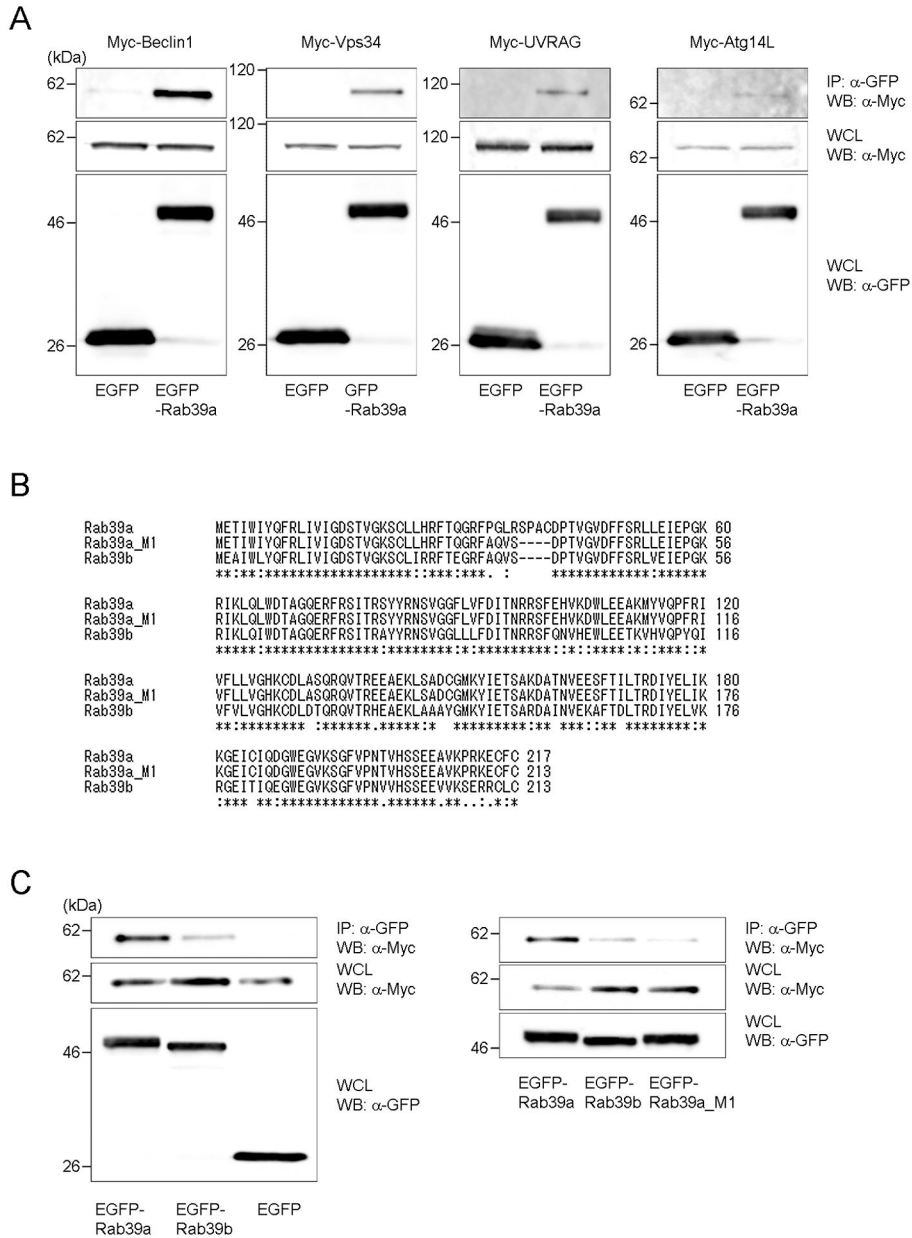 A
Myc-Beclin1 Myc-Vps34 Myc-UVRAG Myc-Atg14L
(kDa)
62 120 120 62 IP: α-GFP
WB: α-Myc
62 120 120 62 WCL
WB: α-Myc
46 46 46 46
WCL
WB: α-GFP
26 26 26 26
EGFP EGFP EGFP GFP EGFP EGFP EGFP EGFP
-Rab39a -Rab39a -Rab39a -Rab39a
B
Rab39a METIWIYQFRLIVIGDSTVGKSCLLHRFTQGRFPGLRSPACDPTVGVDFFSRLLEIEPGK 60
Rab39a_M1 METIWIYQFRLIVIGDSTVGKSCLLHRFTQGRFAQVS----DPTVGVDFFSRLLEIEPGK 56
Rab39b MEAIWLYQFRLIVIGDSTVGKSCLIRRFTEGRFAQVS----DPTVGVDFFSRLVEIEPGK 56
**:**:******************::***:***. : ************:******
Rab39a RIKLQLWDTAGQERFRSITRSYYRNSVGGFLVFDITNRRSFEHVKDWLEEAKMYVQPFRI 120
Rab39a_M1 RIKLQLWDTAGQERFRSITRSYYRNSVGGFLVFDITNRRSFEHVKDWLEEAKMYVQPFRI 116
Rab39b RIKLQIWDTAGQERFRSITRAYYRNSVGGLLLFDITNRRSFQNVHEWLEETKVHVQPYQI 116
*****:**************:********:*:*********::*::****:*::***::*
Rab39a VFLLVGHKCDLASQRQVTREEAEKLSADCGMKYIETSAKDATNVEESFTILTRDIYELIK 180
Rab39a_M1 VFLLVGHKCDLASQRQVTREEAEKLSADCGMKYIETSAKDATNVEESFTILTRDIYELIK 176
Rab39b VFVLVGHKCDLDTQRQVTRHEAEKLAAAYGMKYIETSARDAINVEKAFTDLTRDIYELVK 176
**:******** :******.*****:* *********:** ***::** ********:*
Rab39a KGEICIQDGWEGVKSGFVPNTVHSSEEAVKPRKECFC 217
Rab39a_M1 KGEICIQDGWEGVKSGFVPNTVHSSEEAVKPRKECFC 213
Rab39b RGEITIQEGWEGVKSGFVPNVVHSSEEVVKSERRCLC 213
:*** **:************.******.**..:.*:*
C
(kDa)
62 IP: α-GFP
WB: α-Myc
62 WCL
WB: α-Myc
46
WCL
WB: α-GFP
26
EGFP-Rab39a EGFP-Rab39b EGFP
62 IP: α-GFP
WB: α-Myc
62 WCL
WB: α-Myc
46 WCL
WB: α-GFP
EGFP-Rab39a EGFP-Rab39b EGFP-Rab39a_M1